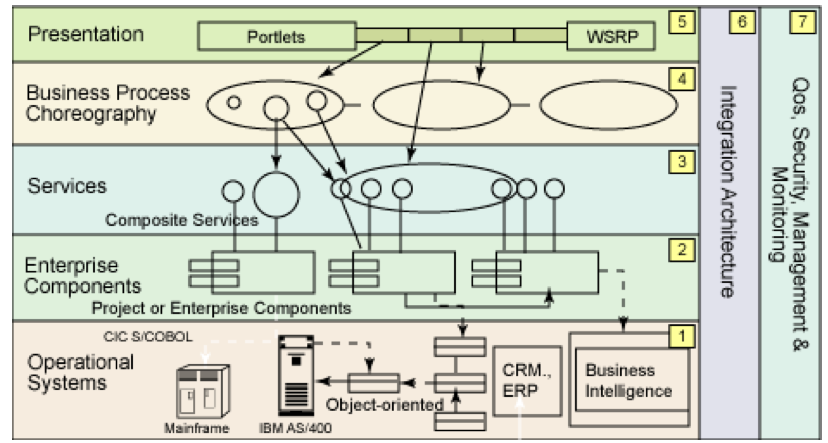 Presentation
Portlets
WSRP
5
6
7
Business Process
Choreography
4
Services
Composite Services
3
Enterprise
Components
Project or Enterprise Components
2
CIC S/COBOL
Operational
Systems
Mainframe
IBM AS/400
Object-oriented
CRM.,
ERP
Business
Intelligence
1
Integration Architecture
Qos, Security, Management &
Monitoring